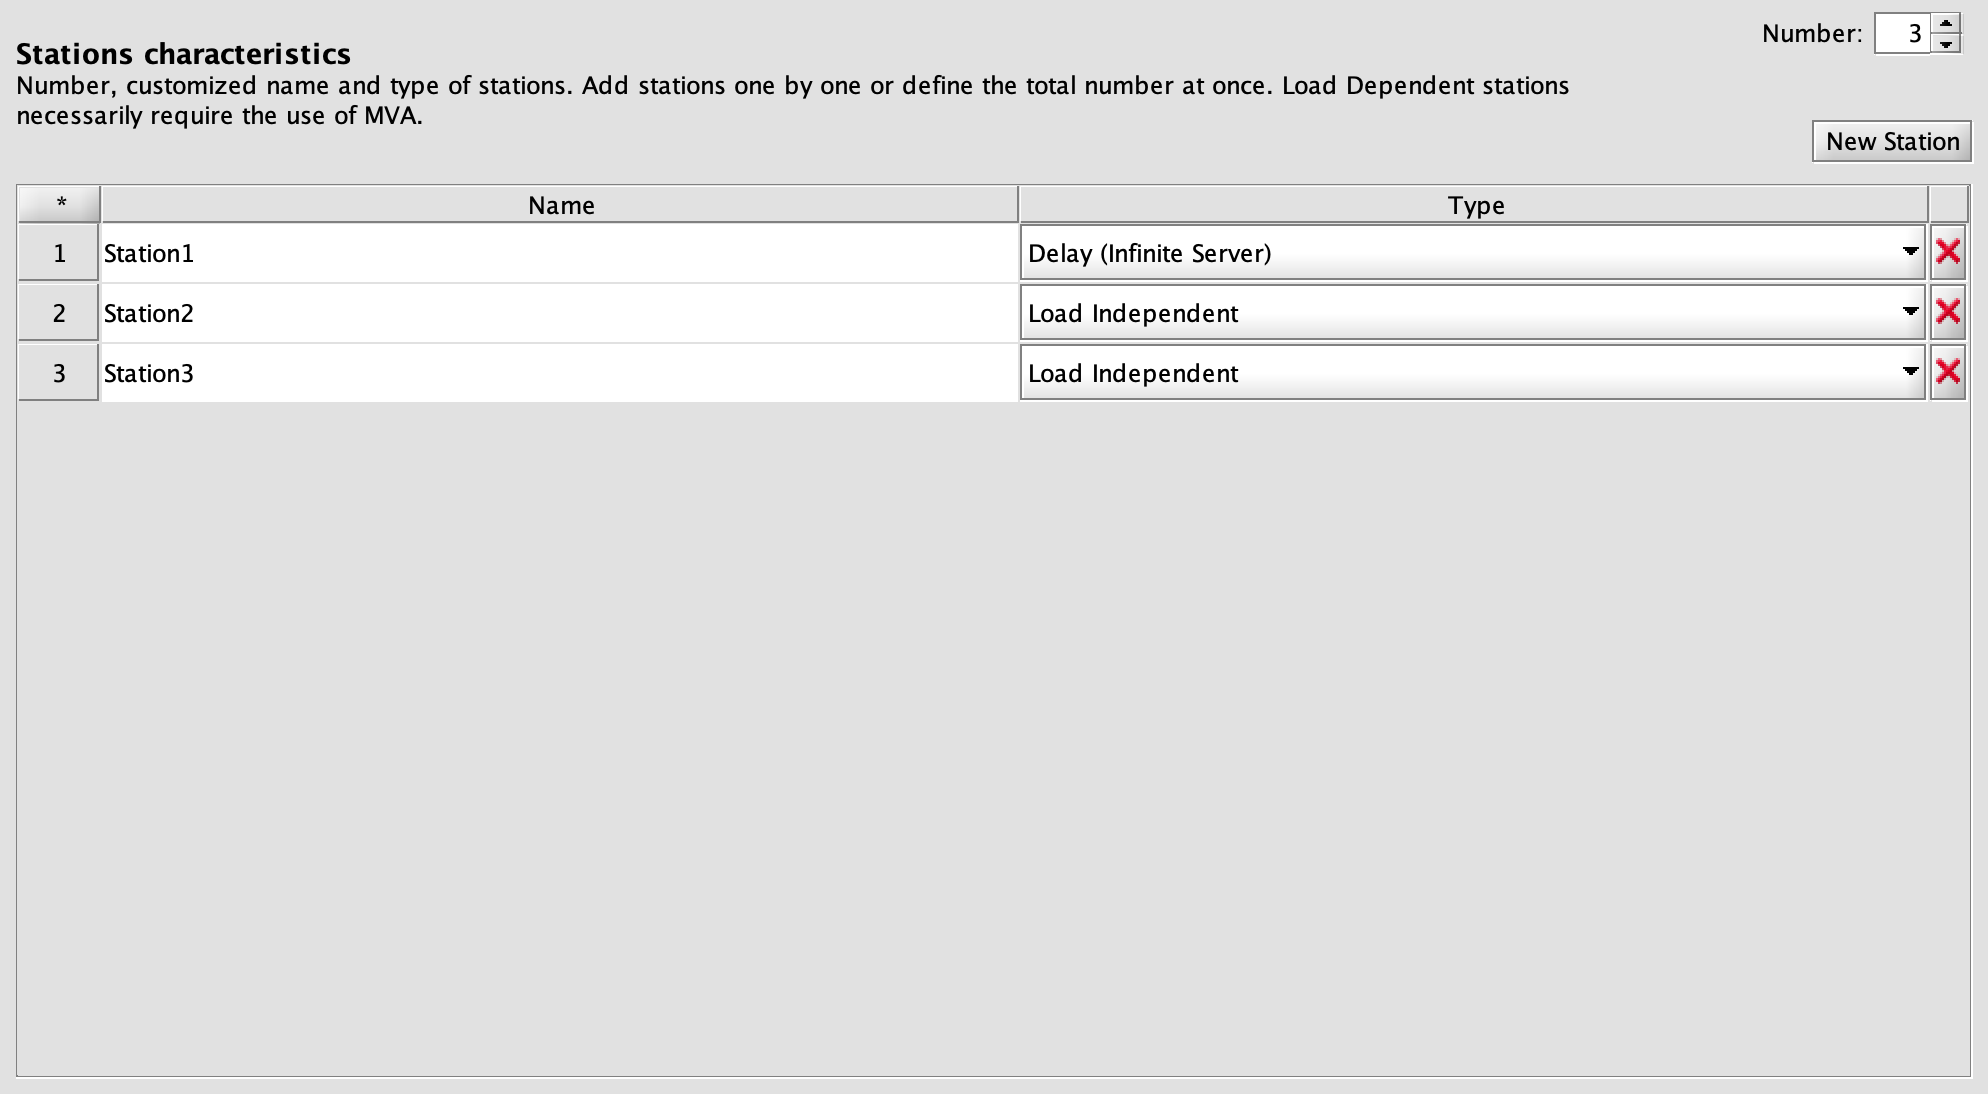 Number: 3
Stations characteristics
Number, customized name and type of stations. Add stations one by one or define the total number at once. Load Dependent stations
necessarily require the use of MVA.
New Station
* Name Type
1 Station1 Delay (Infinite Server)
2 Station2 Load Independent
3 Station3 Load Independent